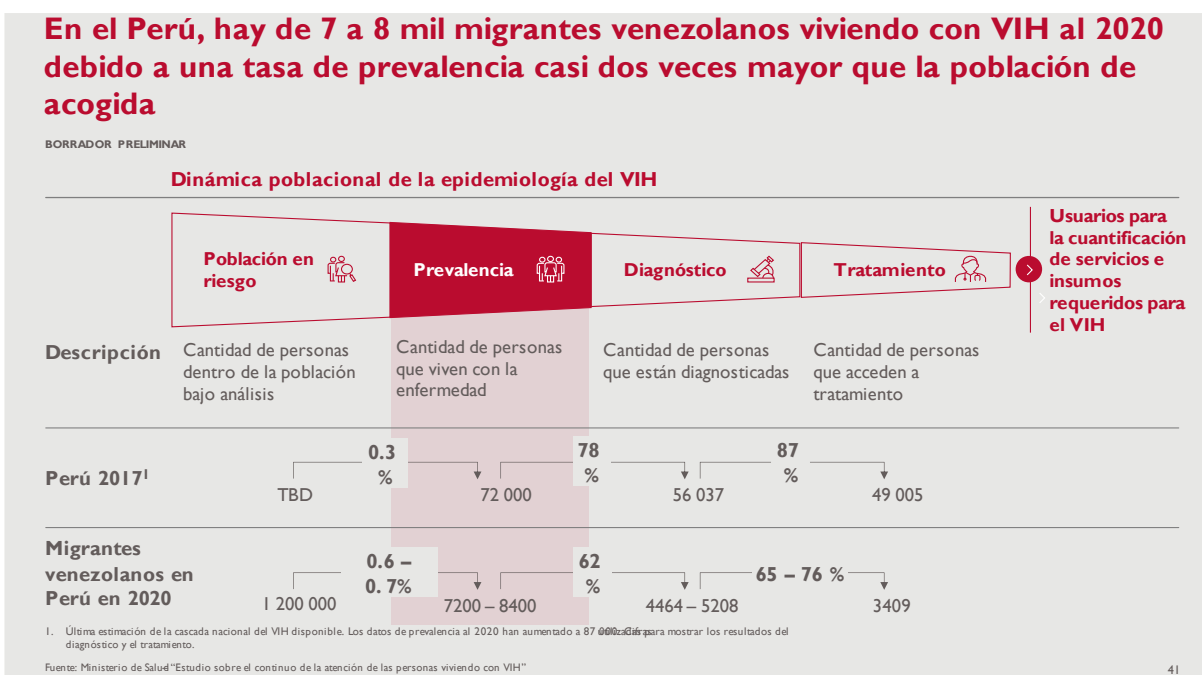 En el Perú, hay de 7 a 8 mil migrantes venezolanos viviendo con VIH al 2020
debido a una tasa de prevalencia casi dos veces mayor que la población de
acogida
BORRADOR PRELIMINAR
Dinámica poblacional de la epidemiología del VIH
Población en
riesgo
Prevalencia
Diagnóstico
Tratamiento
Usuarios para
la cuantificación
de servicios e
insumos
requeridos para
el VIH
Descripción
Cantidad de personas
dentro de la población
bajo análisis
Cantidad de personas
que viven con la
enfermedad
Cantidad de personas
que están diagnosticadas
Cantidad de personas
que acceden a
tratamiento
Perú 2017¹
TBD
0.3
%
72 000
78
%
56 037
87
%
49 005
Migrantes
venezolanos en
Perú en 2020
1 200 000
0.6 –
0. 7%
7200 – 8400
62
%
4464 – 5208
65 – 76 %
3409
1. Última estimación de la cascada nacional del VIH disponible. Los datos de prevalencia al 2020 han aumentado a 87 000. Cifras utilizadas para mostrar los resultados del
diagnóstico y el tratamiento.
Fuente: Ministerio de Salud– “Estudio sobre el continuo de la atención de las personas viviendo con VIH”
41